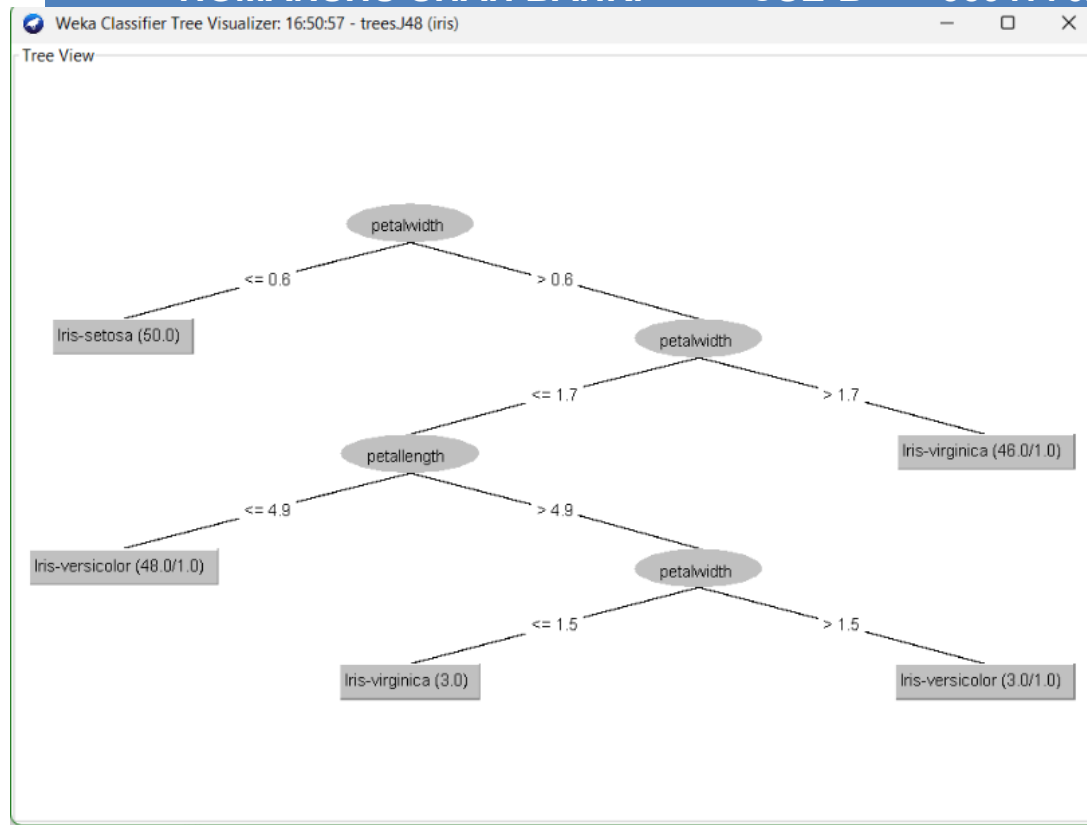 Weka Classifier Tree Visualizer: 16:50:57 - trees.J48 (iris)
Tree View
petalwidth
<= 0.6
> 0.6
Iris-setosa (50.0)
petalwidth
<= 1.7
> 1.7
petallength
Iris-virginica (46.0/1.0)
<= 4.9
> 4.9
Iris-versicolor (48.0/1.0)
petalwidth
<= 1.5
> 1.5
Iris-virginica (3.0)
Iris-versicolor (3.0/1.0)